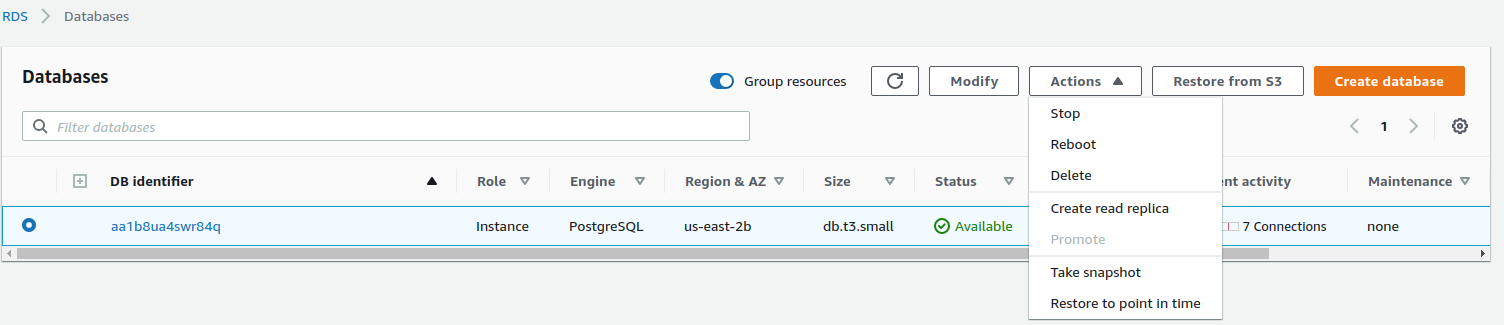 RDS Databases
Databases
Group resources
Modify
Actions
Restore from S3
Create database
Filter databases
1
Stop
Reboot
Delete
Create read replica
Promote
Take snapshot
Restore to point in time
DB identifier Role Engine Region & AZ Size Status nt activity Maintenance
aa1b8ua4swr84q Instance PostgreSQL us-east-2b db.t3.small Available 7 Connections none